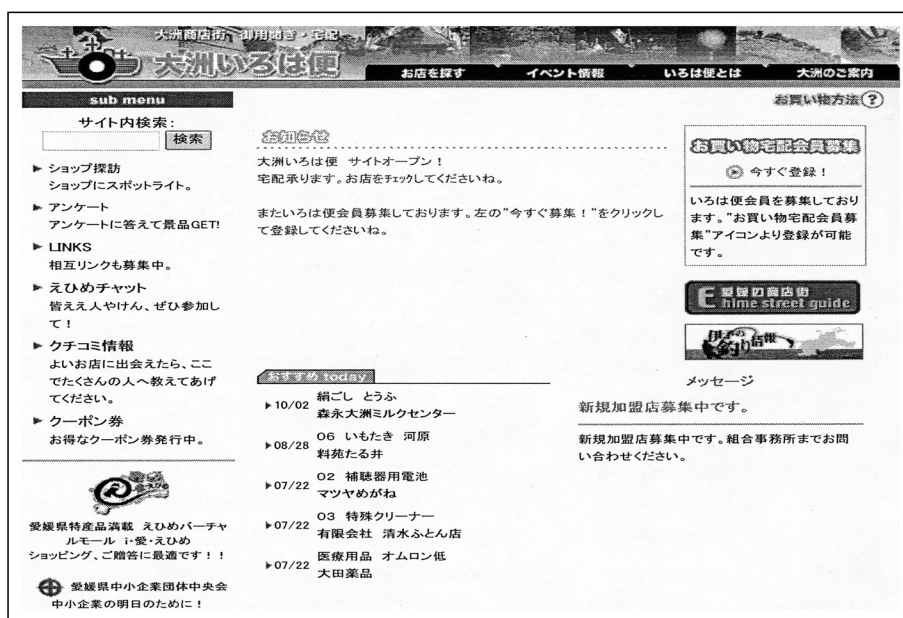 大洲商店街 御用聞き・宅配
大洲いろは便
お店を探す
イベント情報
いろは便とは
大洲のご案内
お買い物方法?
sub menu
サイト内検索:
検索
▶ ショップ探訪
ショップにスポットライト。
▶ アンケート
アンケートに答えて景品GET!
▶ LINKS
相互リンクも募集中。
▶ えひめチャット
皆ええ人やけん、ぜひ参加し
て!
▶ クチコミ情報
よいお店に出会えたら、ここ
でたくさんの人へ教えてあげ
てください。
▶ クーポン券
お得なクーポン券発行中。
愛媛県特産品満載 えひめバーチャ
ルモール i・愛・えひめ
ショッピング、ご贈答に最適です!!
愛媛県中小企業団体中央会
中小企業の明日のために!
お知らせ
大洲いろは便 サイトオープン!
宅配承ります。お店をチェックしてくださいね。
またいろは便会員を募集しております。左の"今すぐ募集!"をクリックし
て登録してくださいね。
おすすめ today
▶10/02 絹ごし とうふ
森永大洲ミルクセンター
▶08/28 06 いもたき 河原
料苑たる井
▶07/22 02 補聴器用電池
マツヤめがね
▶07/22 03 特殊クリーナー
有限会社 清水ふとん店
▶07/22 医療用品 オムロン低
大田薬品
お買い物宅配会員募集
今すぐ登録!
いろは便会員を募集しており
ます。"お買い物宅配会員募
集"アイコンより登録が可能
です。
愛媛の商店街
Ehime street guide
伊予の釣り情報
メッセージ
新規加盟店募集中です。
新規加盟店募集中です。組合事務所までお問
い合わせください。